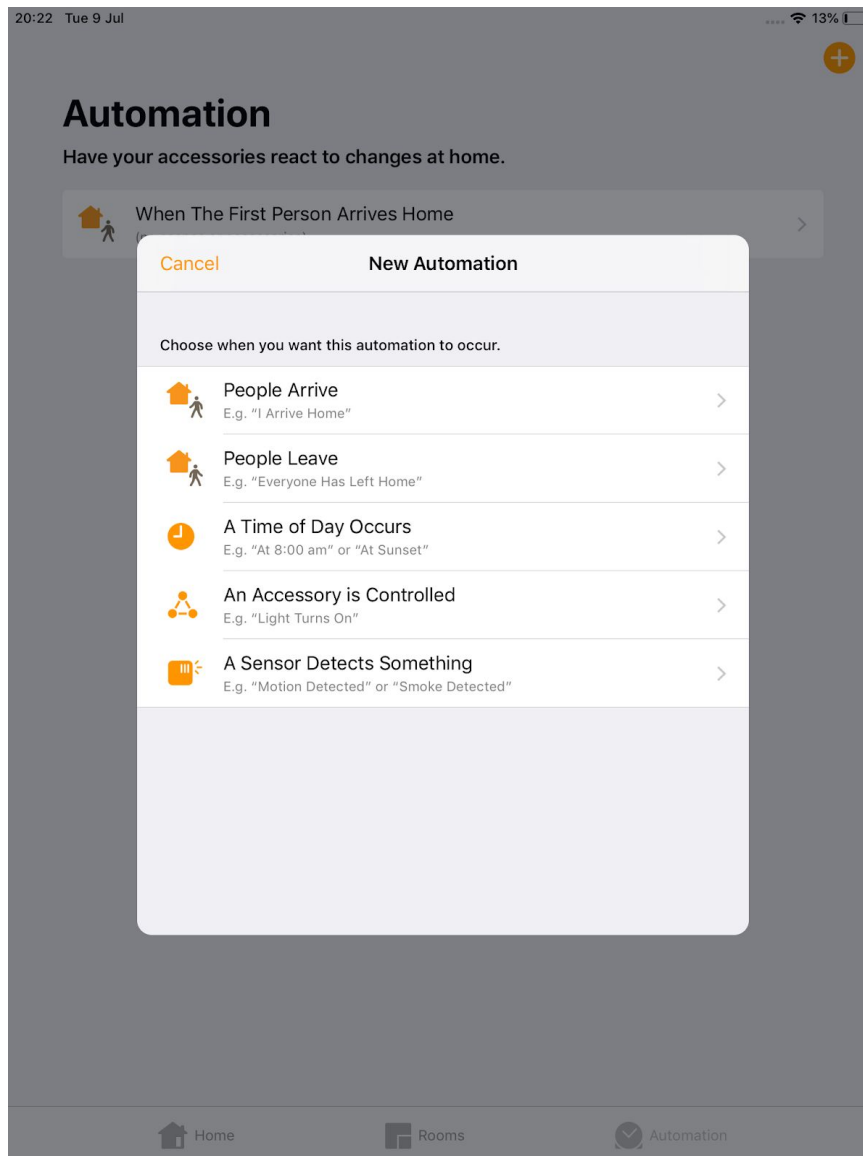 20:22 Tue 9 Jul
13%
Automation
Have your accessories react to changes at home.
When The First Person Arrives Home
Cancel
New Automation
Choose when you want this automation to occur.
People Arrive
E.g. “I Arrive Home”
People Leave
E.g. “Everyone Has Left Home”
A Time of Day Occurs
E.g. “At 8:00 am” or “At Sunset”
An Accessory is Controlled
E.g. “Light Turns On”
A Sensor Detects Something
E.g. “Motion Detected” or “Smoke Detected”
Home
Rooms
Automation